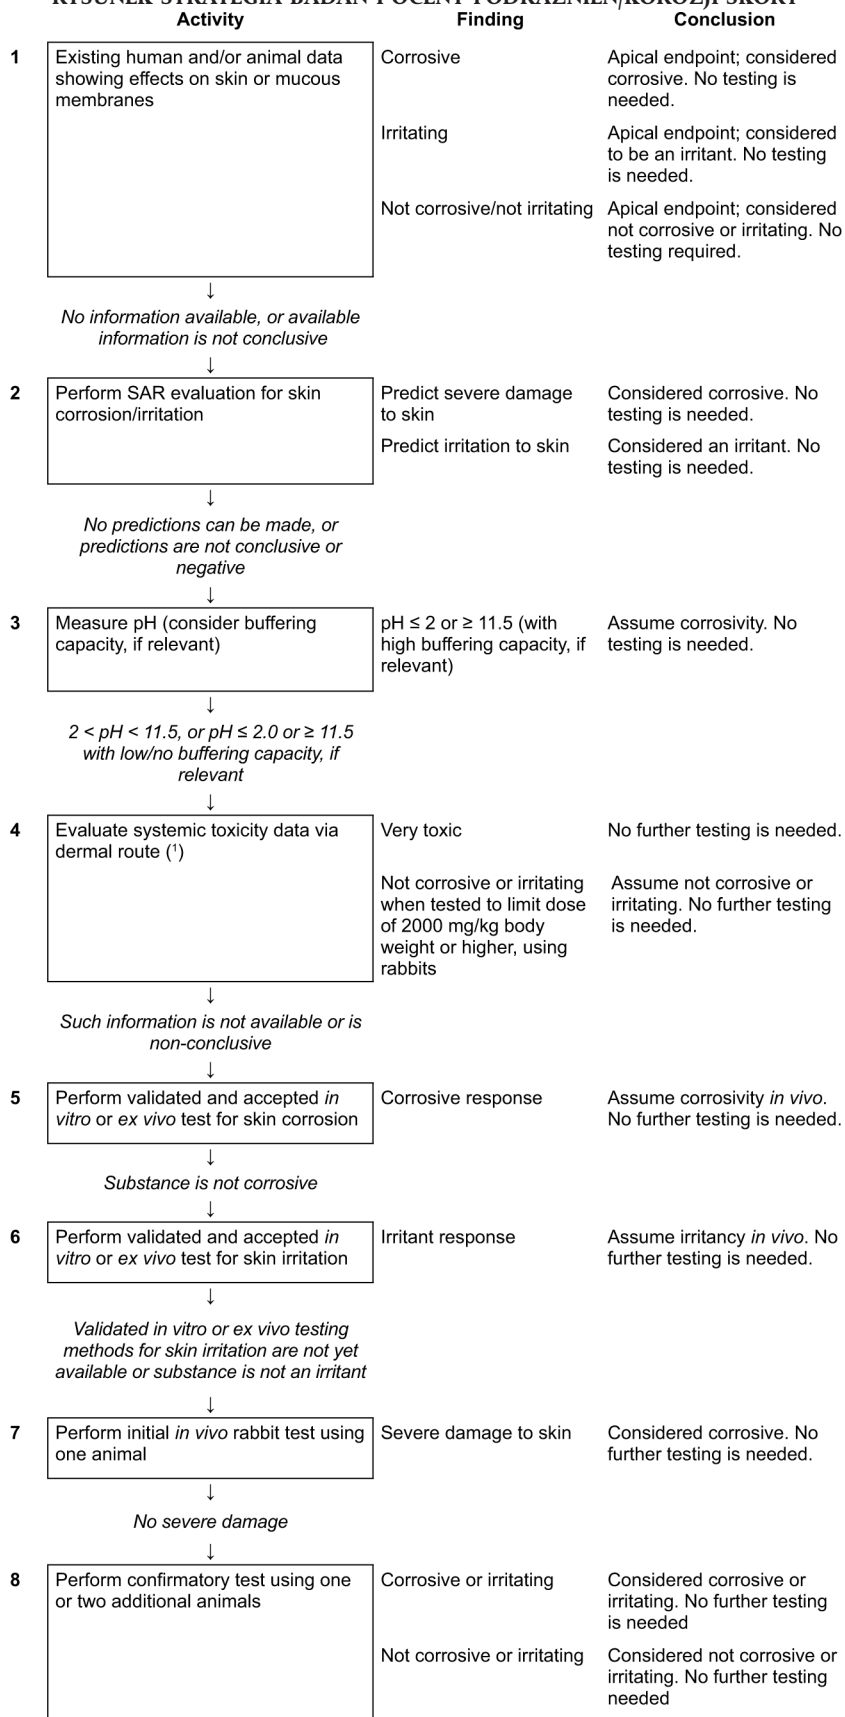 RYSUNEK STRATEGIA BADAŃ I OCENY PODRAŻNIEŃ/KOROZJI SKÓRY
Activity Finding Conclusion
1 Existing human and/or animal data Corrosive Apical endpoint; considered
showing effects on skin or mucous corrosive. No testing is
membranes needed.
Irritating Apical endpoint; considered
to be an irritant. No testing
is needed.
Not corrosive/not irritating Apical endpoint; considered
not corrosive or irritating. No
testing required.
↓
No information available, or available
information is not conclusive
↓
2 Perform SAR evaluation for skin Predict severe damage Considered corrosive. No
corrosion/irritation to skin testing is needed.
Predict irritation to skin Considered an irritant. No
testing is needed.
↓
No predictions can be made, or
predictions are not conclusive or
negative
↓
3 Measure pH (consider buffering pH ≤ 2 or ≥ 11.5 (with Assume corrosivity. No
capacity, if relevant) high buffering capacity, if testing is needed.
relevant)
↓
2 < pH < 11.5, or pH ≤ 2.0 or ≥ 11.5
with low/no buffering capacity, if
relevant
↓
4 Evaluate systemic toxicity data via Very toxic No further testing is needed.
dermal route (¹)
Not corrosive or irritating Assume not corrosive or
when tested to limit dose irritating. No further testing
of 2000 mg/kg body is needed.
weight or higher, using
rabbits
↓
Such information is not available or is
non-conclusive
↓
5 Perform validated and accepted in Corrosive response Assume corrosivity in vivo.
vitro or ex vivo test for skin corrosion No further testing is needed.
↓
Substance is not corrosive
↓
6 Perform validated and accepted in Irritant response Assume irritancy in vivo. No
vitro or ex vivo test for skin irritation further testing is needed.
↓
Validated in vitro or ex vivo testing
methods for skin irritation are not yet
available or substance is not an irritant
↓
7 Perform initial in vivo rabbit test using Severe damage to skin Considered corrosive. No
one animal further testing is needed.
↓
No severe damage
↓
8 Perform confirmatory test using one Corrosive or irritating Considered corrosive or
or two additional animals irritating. No further testing
is needed
Not corrosive or irritating Considered not corrosive or
irritating. No further testing
needed